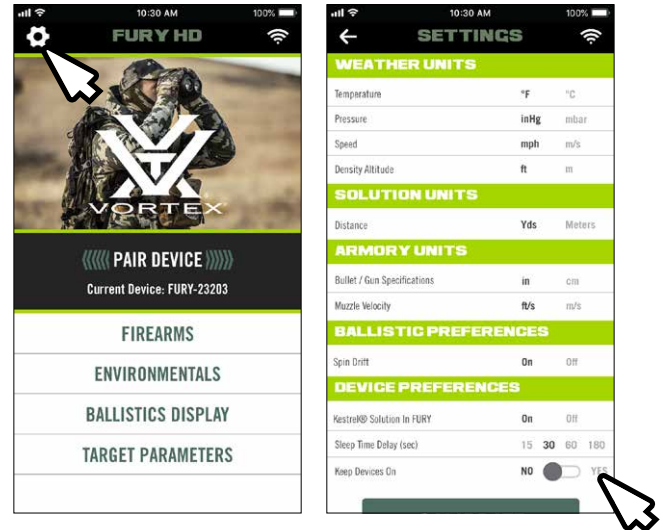 10:30 AM 100%
FURY HD
VORTEX
PAIR DEVICE
Current Device: FURY-23203
FIREARMS
ENVIRONMENTALS
BALLISTICS DISPLAY
TARGET PARAMETERS
10:30 AM 100%
SETTINGS
WEATHER UNITS
Temperature °F °C
Pressure inHg mbar
Speed mph m/s
Density Altitude ft m
SOLUTION UNITS
Distance Yds Meters
ARMORY UNITS
Bullet / Gun Specifications in cm
Muzzle Velocity ft/s m/s
BALLISTIC PREFERENCES
Spin Drift On Off
DEVICE PREFERENCES
Kestrel® Solution In FURY On Off
Sleep Time Delay (sec) 15 30 60 180
Keep Devices On NO YES